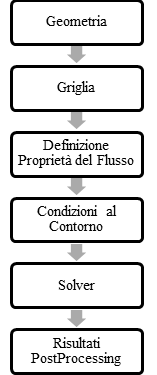 Geometria
Griglia
Definizione
Proprietà del Flusso
Condizioni al
Contorno
Solver
Risultati
PostProcessing